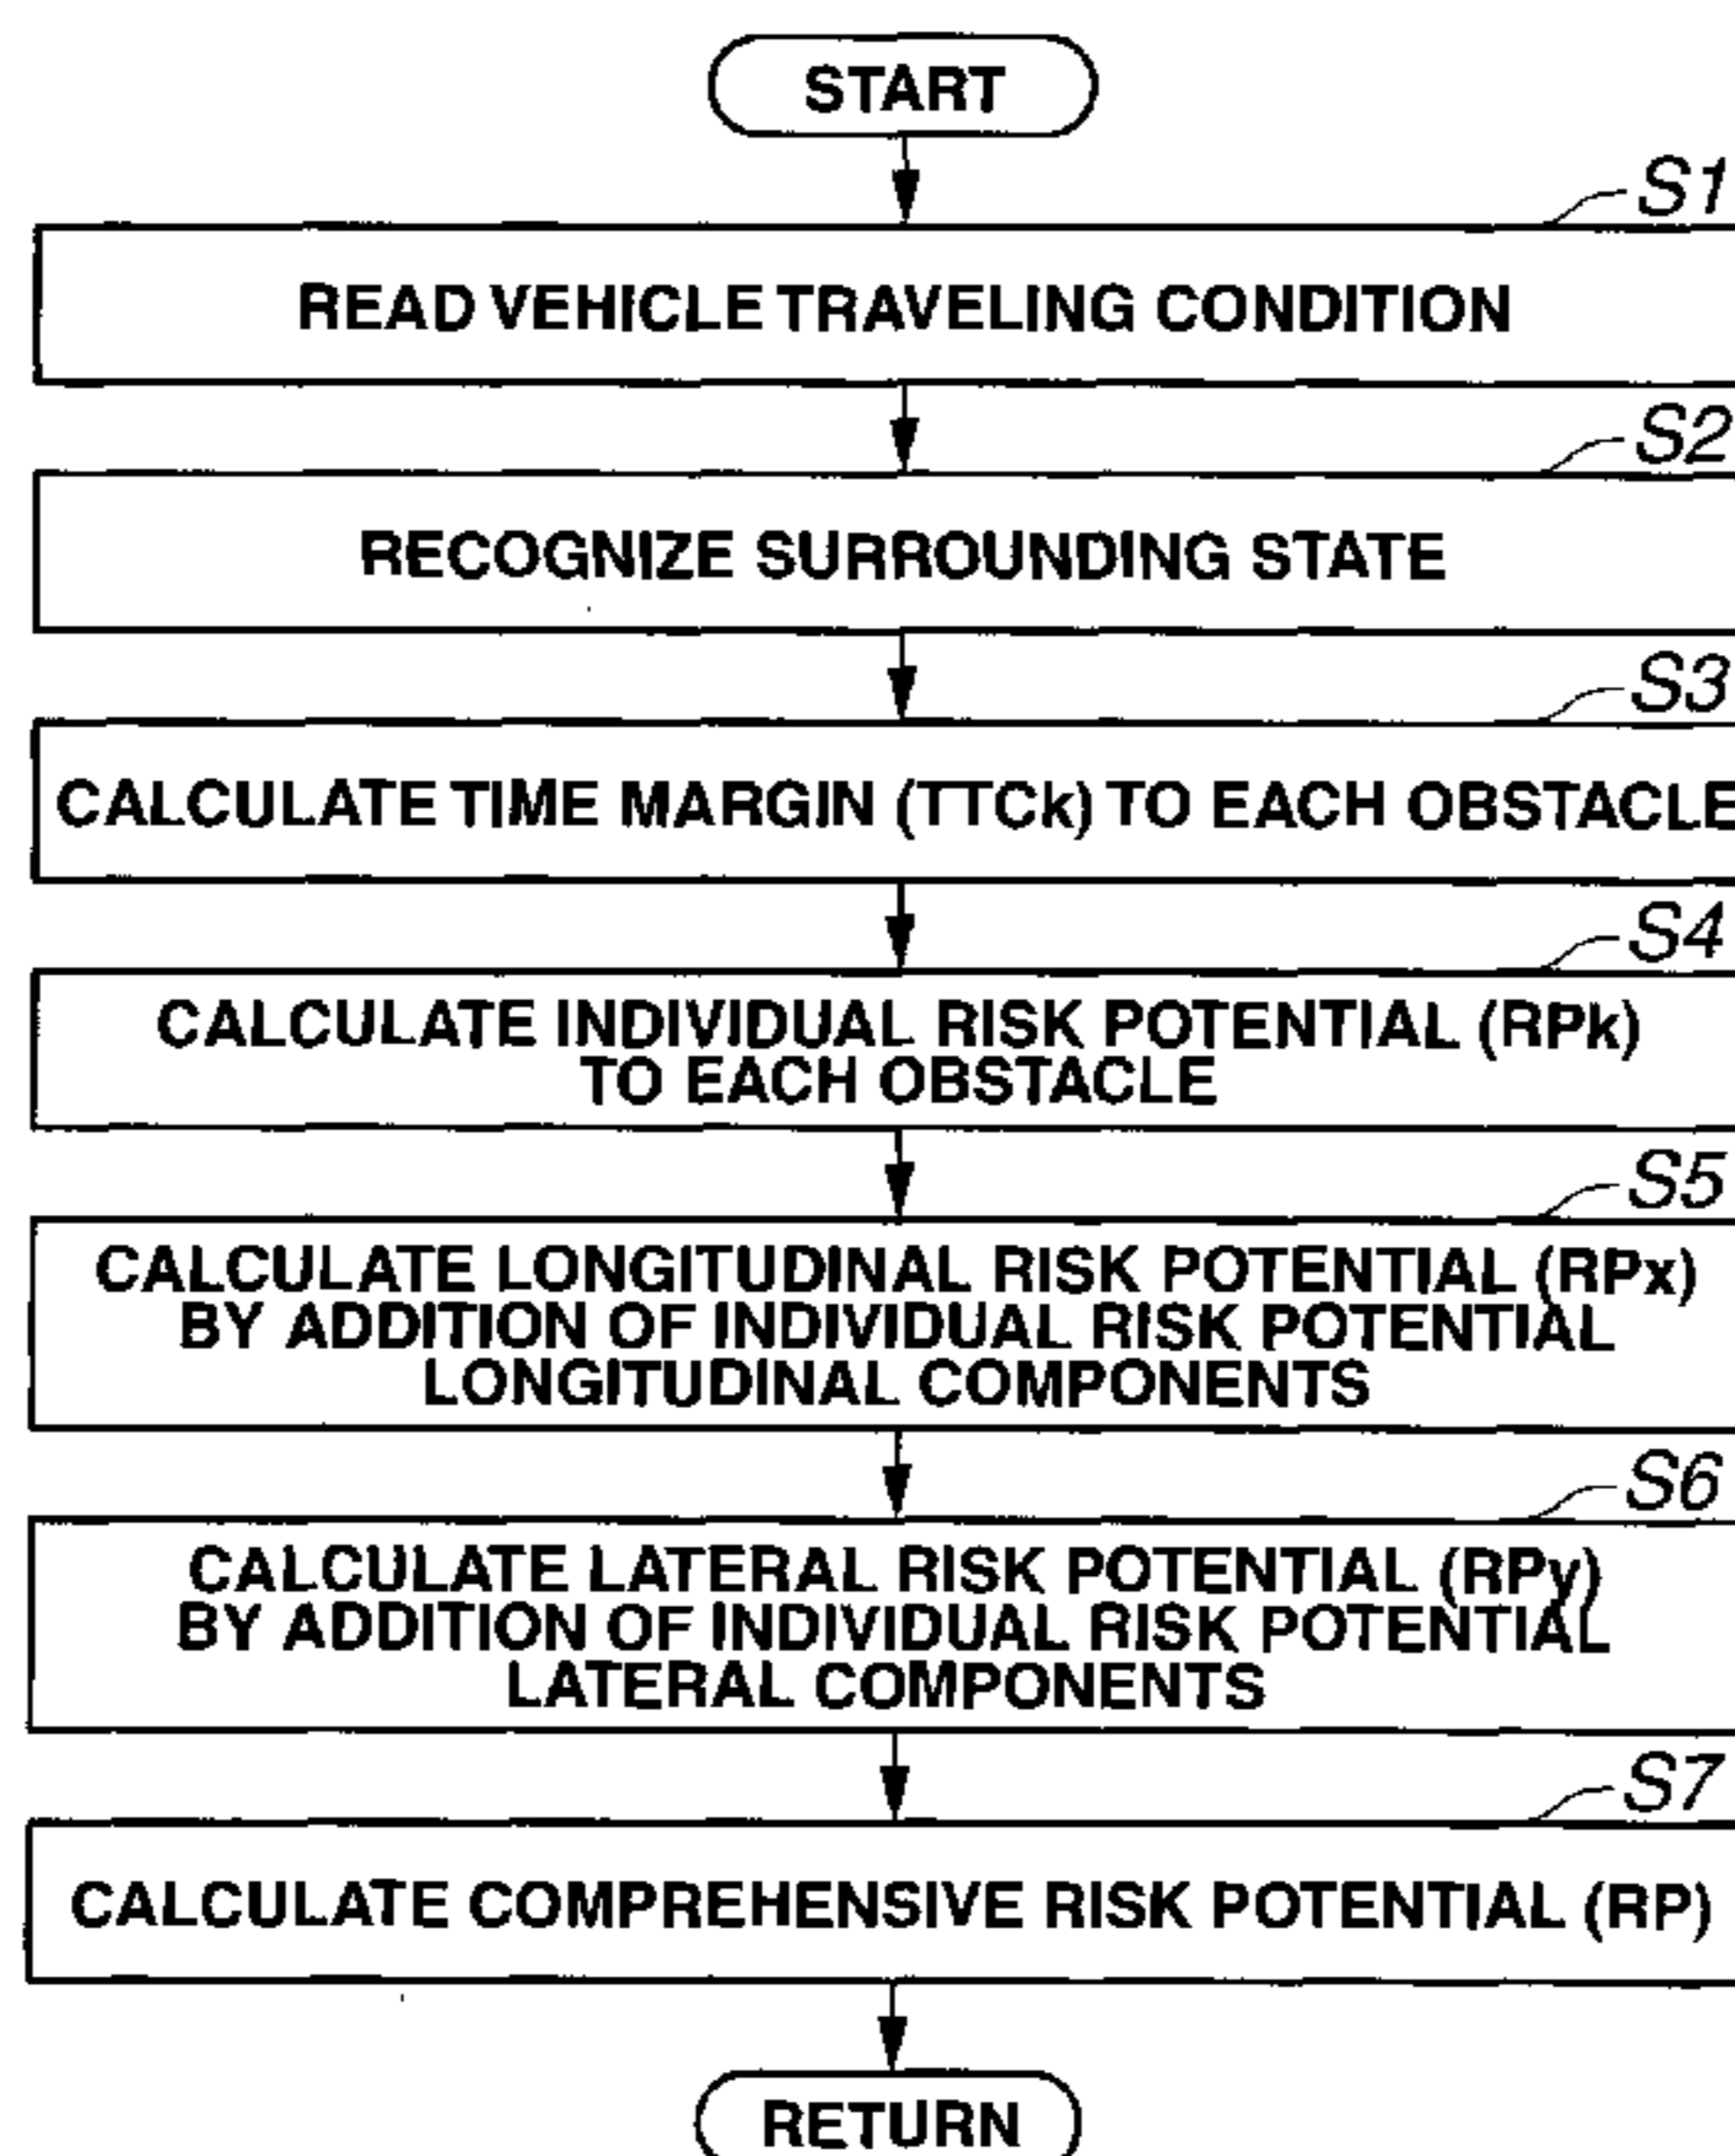 START
S1
READ VEHICLE TRAVELING CONDITION
S2
RECOGNIZE SURROUNDING STATE
S3
CALCULATE TIME MARGIN (TTCk) TO EACH OBSTACLE
S4
CALCULATE INDIVIDUAL RISK POTENTIAL (RPk)
TO EACH OBSTACLE
S5
CALCULATE LONGITUDINAL RISK POTENTIAL (RPx)
BY ADDITION OF INDIVIDUAL RISK POTENTIAL
LONGITUDINAL COMPONENTS
S6
CALCULATE LATERAL RISK POTENTIAL (RPy)
BY ADDITION OF INDIVIDUAL RISK POTENTIAL
LATERAL COMPONENTS
S7
CALCULATE COMPREHENSIVE RISK POTENTIAL (RP)
RETURN